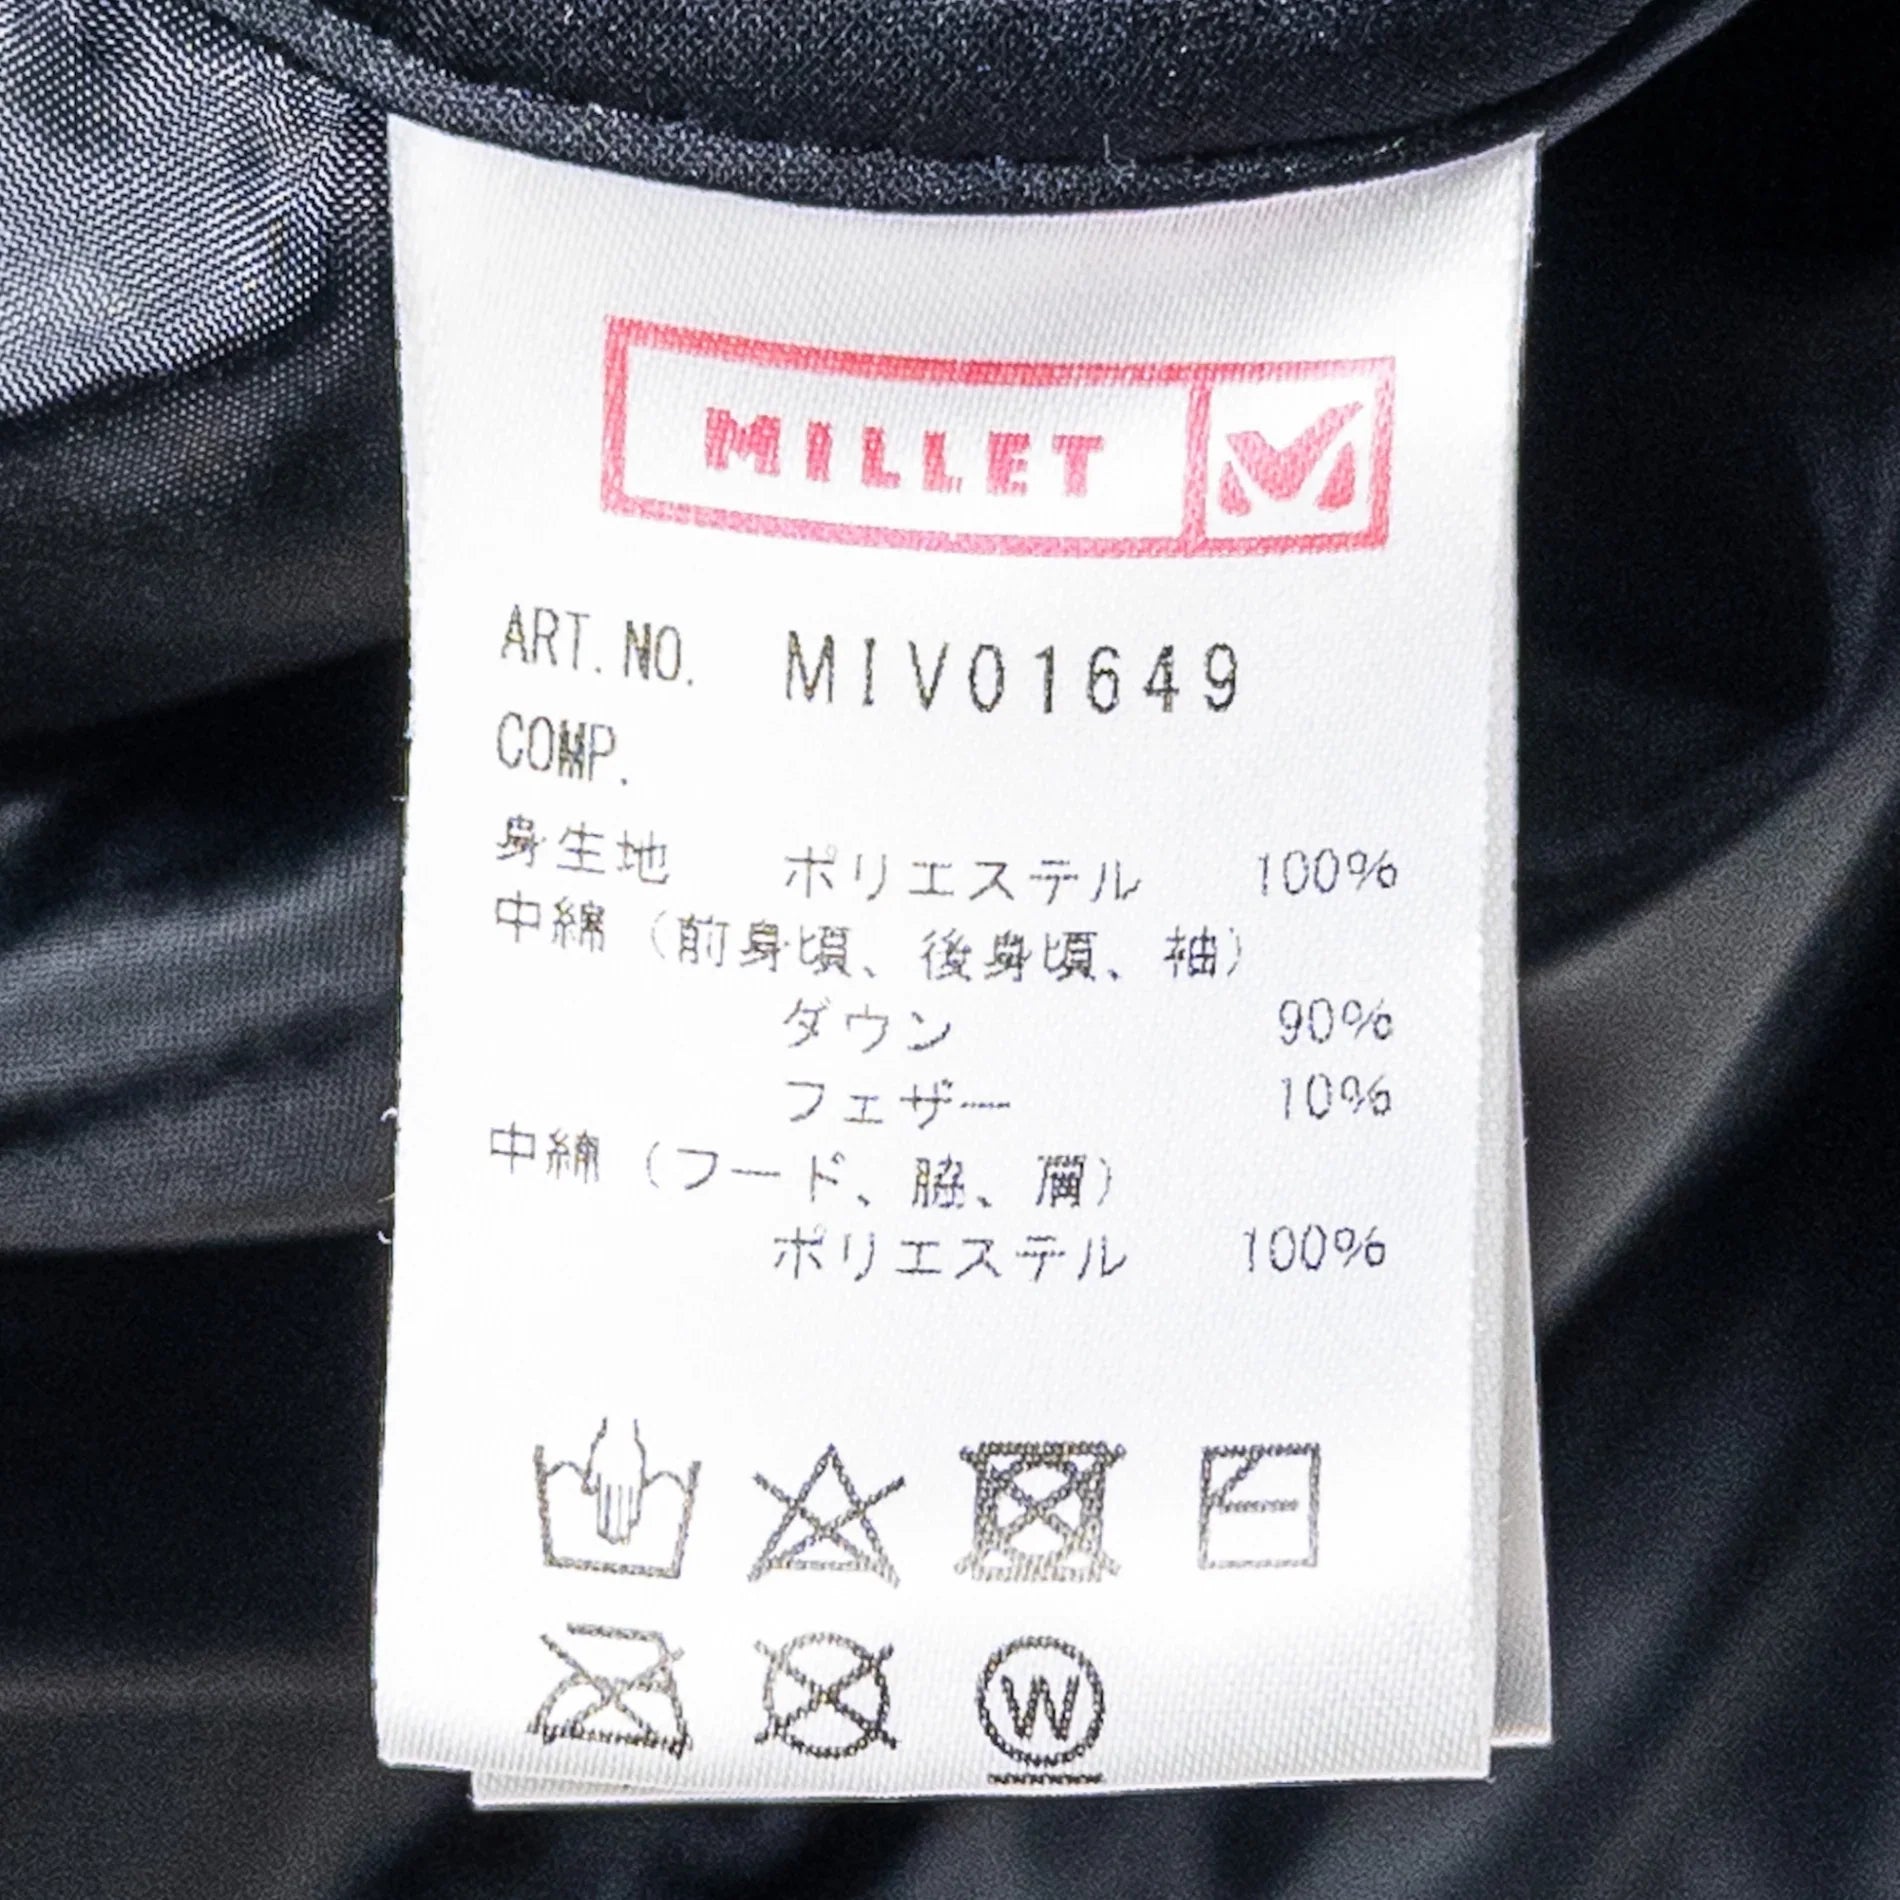 MILLET
ART.NO. MIV01649
COMP.
身生地 ポリエステル 100%
中綿（前身頃、後身頃、袖）
ダウン 90%
フェザー 10%
中綿（フード、脇、肩）
ポリエステル 100%
W